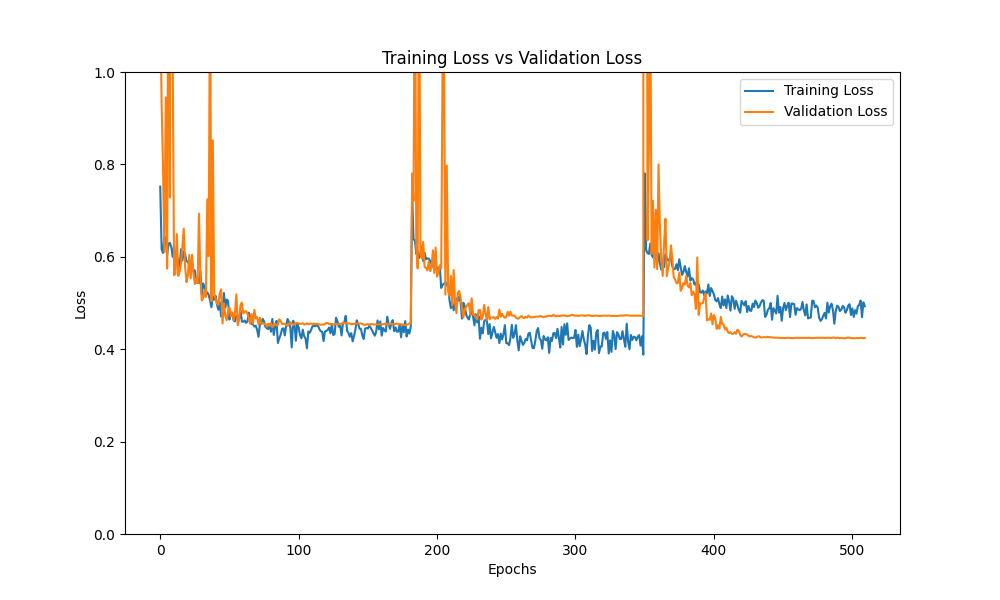 Training Loss vs Validation Loss
Training Loss
Validation Loss
1.0
0.8
0.6
0.4
0.2
0.0
Loss
0 100 200 300 400 500
Epochs